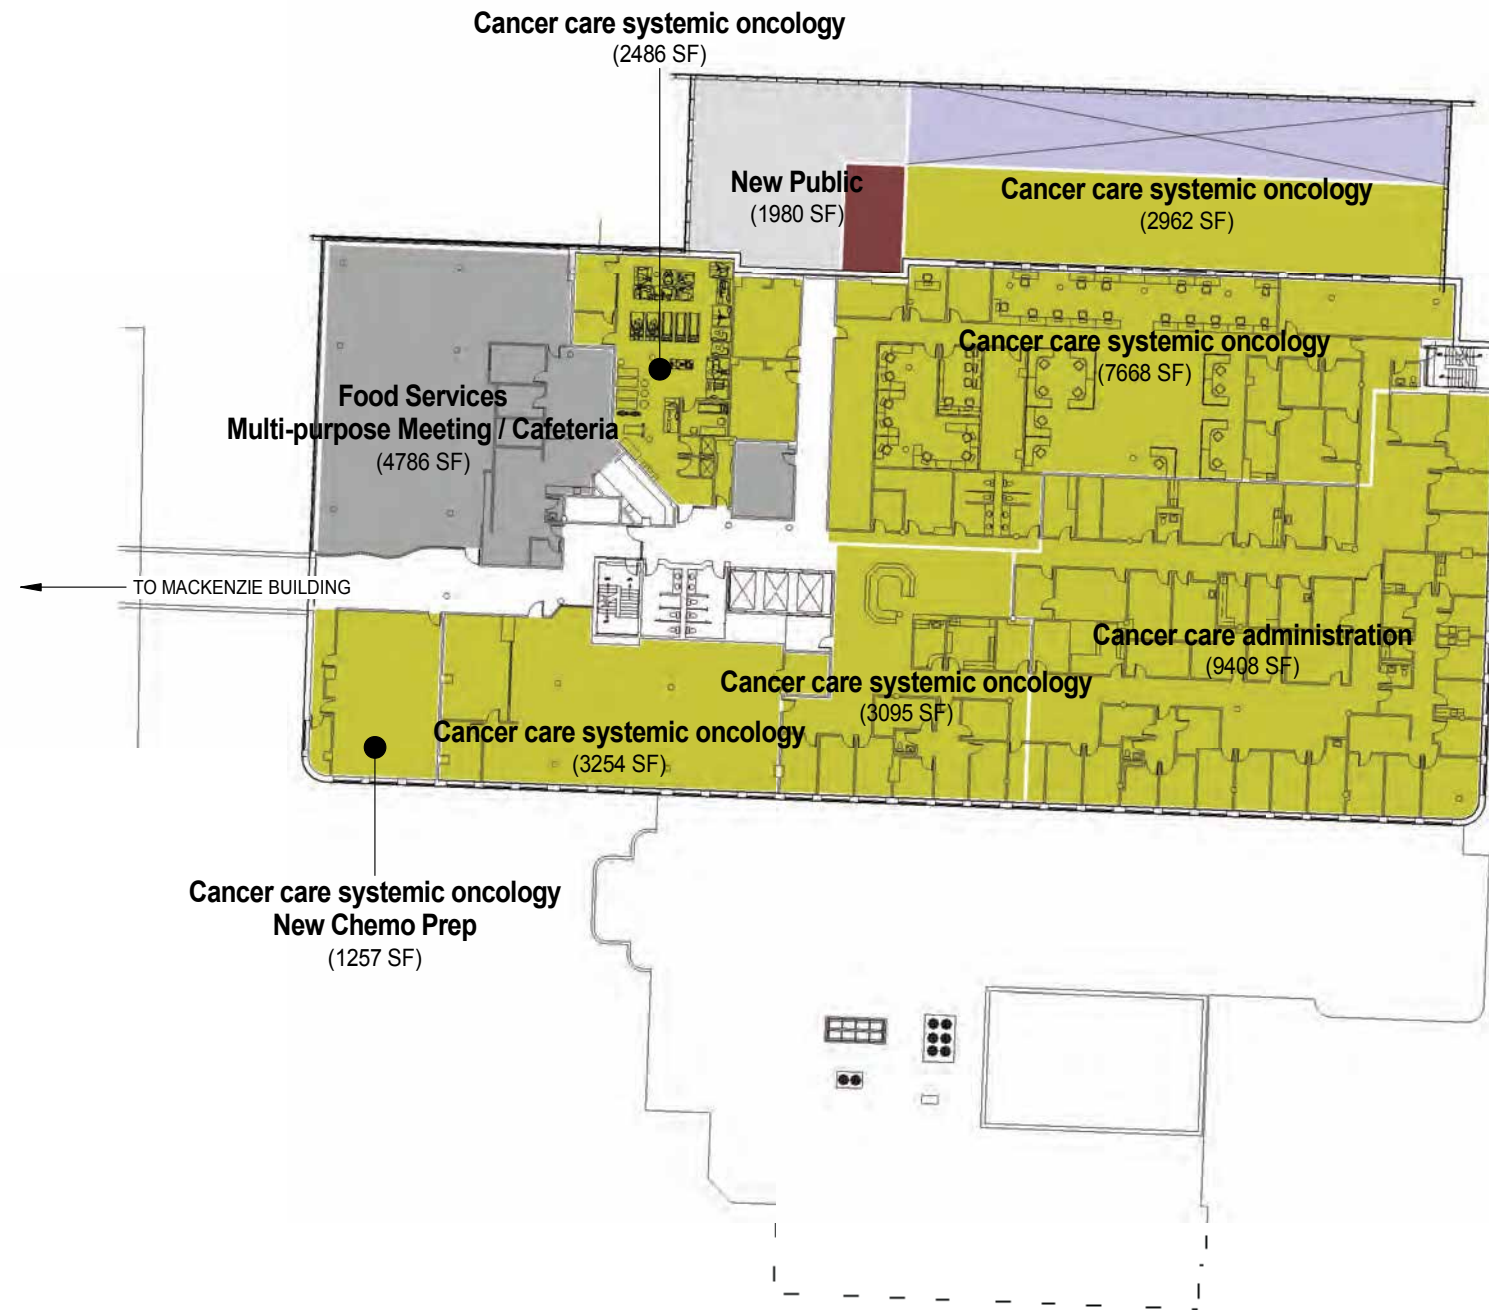 Cancer care systemic oncology
(2486 SF)
New Public
(1980 SF)
Cancer care systemic oncology
(2962 SF)
Cancer care systemic oncology
(7668 SF)
Food Services
Multi-purpose Meeting / Cafeteria
(4786 SF)
TO MACKENZIE BUILDING
Cancer care administration
(9408 SF)
Cancer care systemic oncology
(3095 SF)
Cancer care systemic oncology
(3254 SF)
Cancer care systemic oncology
New Chemo Prep
(1257 SF)